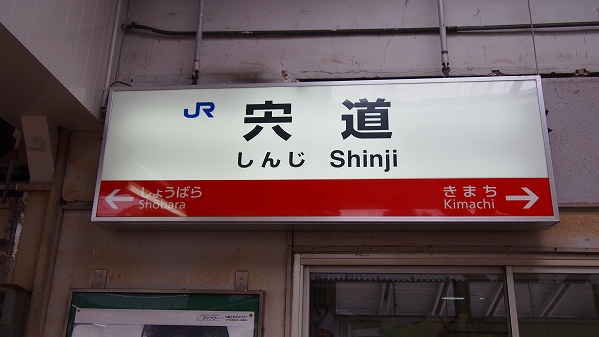 JR 宍道
しんじ Shinji
← しょうばら きまち →
Shobara Kimachi